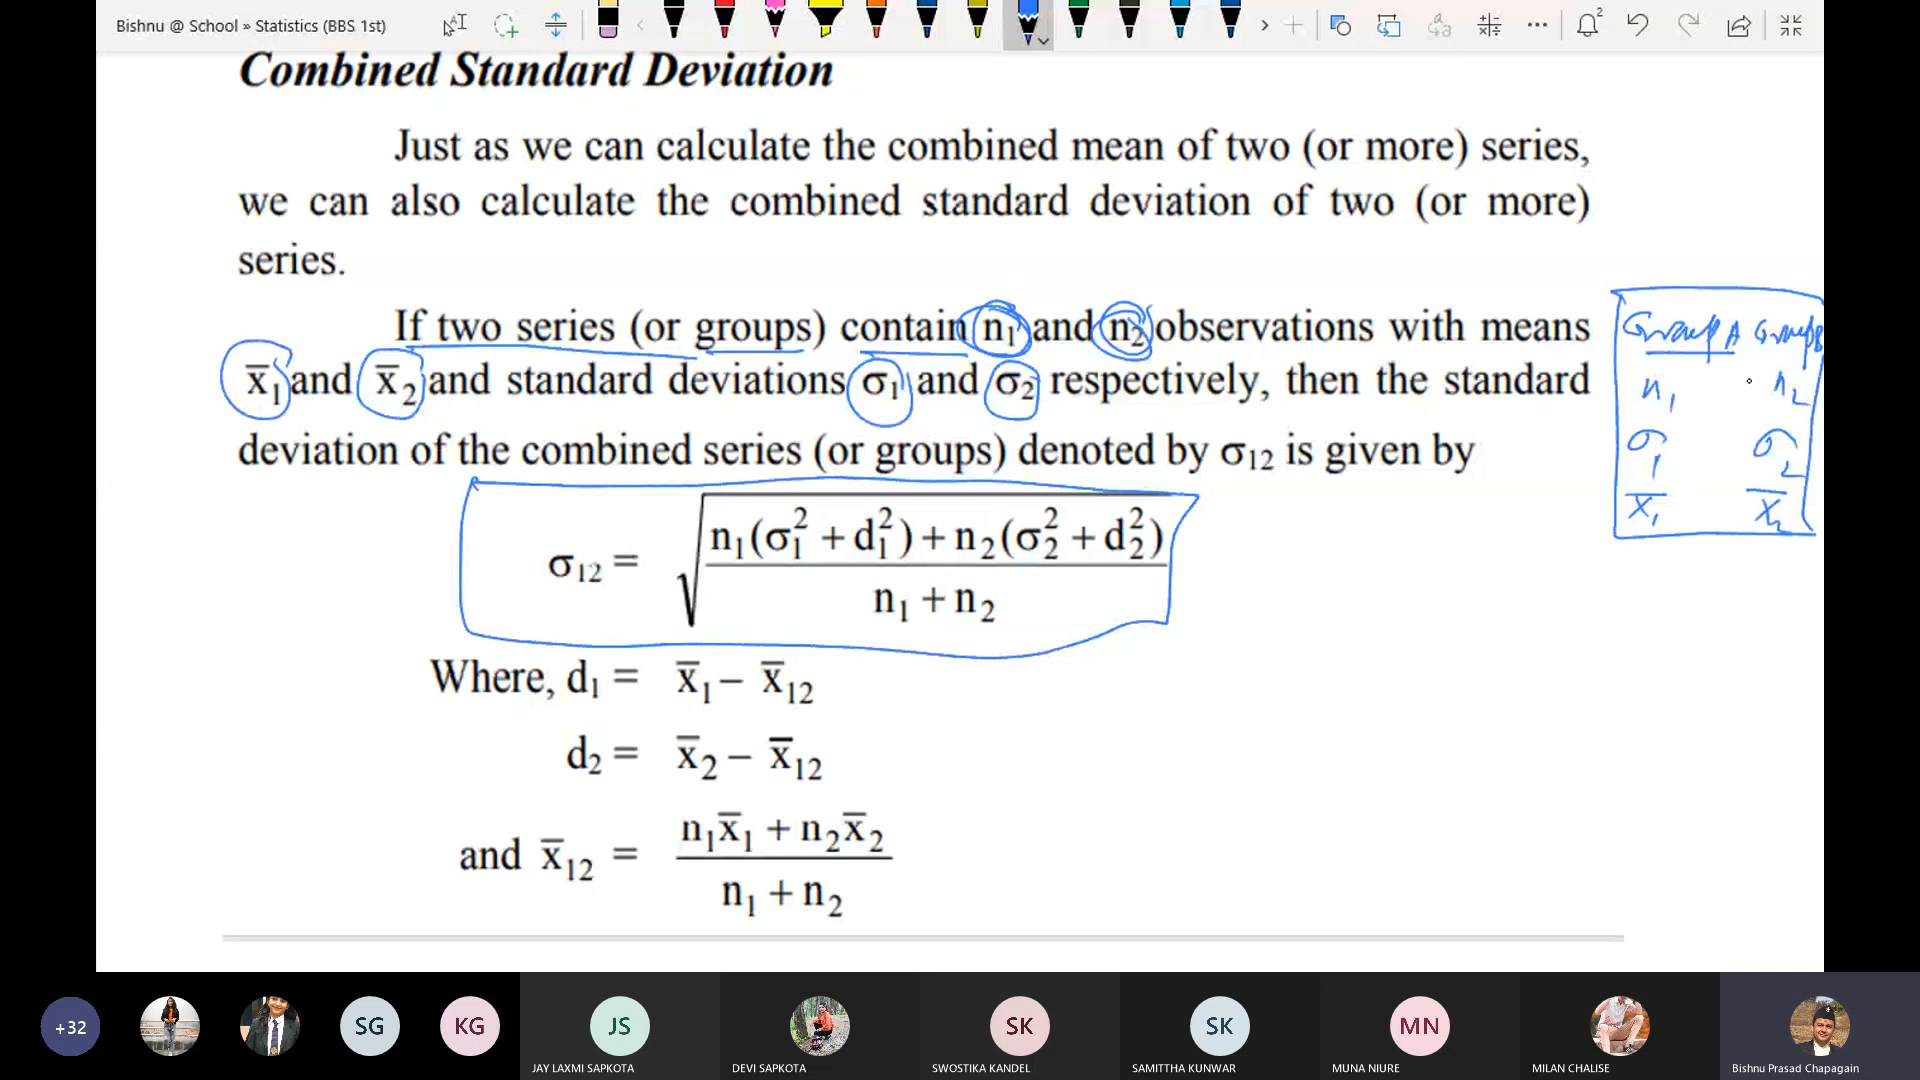 Bishnu @ School » Statistics (BBS 1st)
Combined Standard Deviation
Just as we can calculate the combined mean of two (or more) series,
we can also calculate the combined standard deviation of two (or more)
series.
If two series (or groups) contain n₁ and n₂ observations with means
x̅₁ and x̅₂ and standard deviations σ₁ and σ₂ respectively, then the standard
deviation of the combined series (or groups) denoted by σ₁₂ is given by
σ₁₂ = √((n₁(σ₁² + d₁²) + n₂(σ₂² + d₂²)) / (n₁ + n₂))
Where, d₁ = x̅₁ − x̅₁₂
d₂ = x̅₂ − x̅₁₂
and x̅₁₂ = (n₁x̅₁ + n₂x̅₂) / (n₁ + n₂)
Group A Group B
n₁ n₂
σ₁ σ₂
x̅₁ x̅₂
+32
SG
KG
JS
SK
SK
MN
JAY LAXMI SAPKOTA
DEVI SAPKOTA
SWOSTIKA KANDEL
SAMITTHA KUNWAR
MUNA NIURE
MILAN CHALISE
Bishnu Prasad Chapagain
2